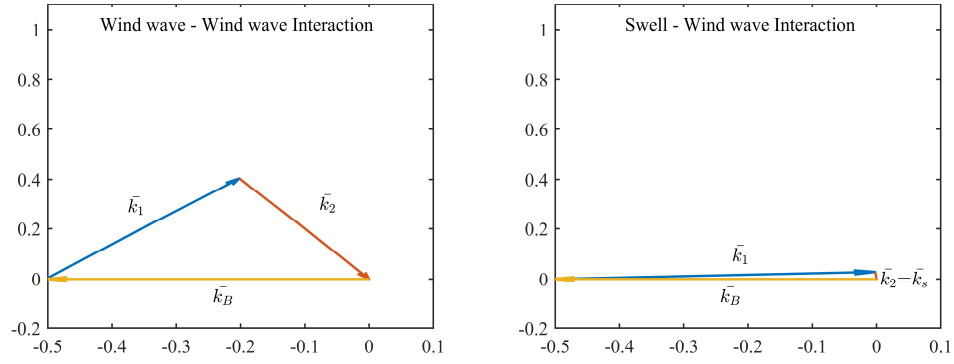 Wind wave - Wind wave Interaction
1
0.8
0.6
0.4
0.2
0
-0.2
-0.5 -0.4 -0.3 -0.2 -0.1 0 0.1
k̄₁
k̄₂
k̄_B
Swell - Wind wave Interaction
1
0.8
0.6
0.4
0.2
0
-0.2
-0.5 -0.4 -0.3 -0.2 -0.1 0 0.1
k̄₁
k̄₂−k̄ₛ
k̄_B